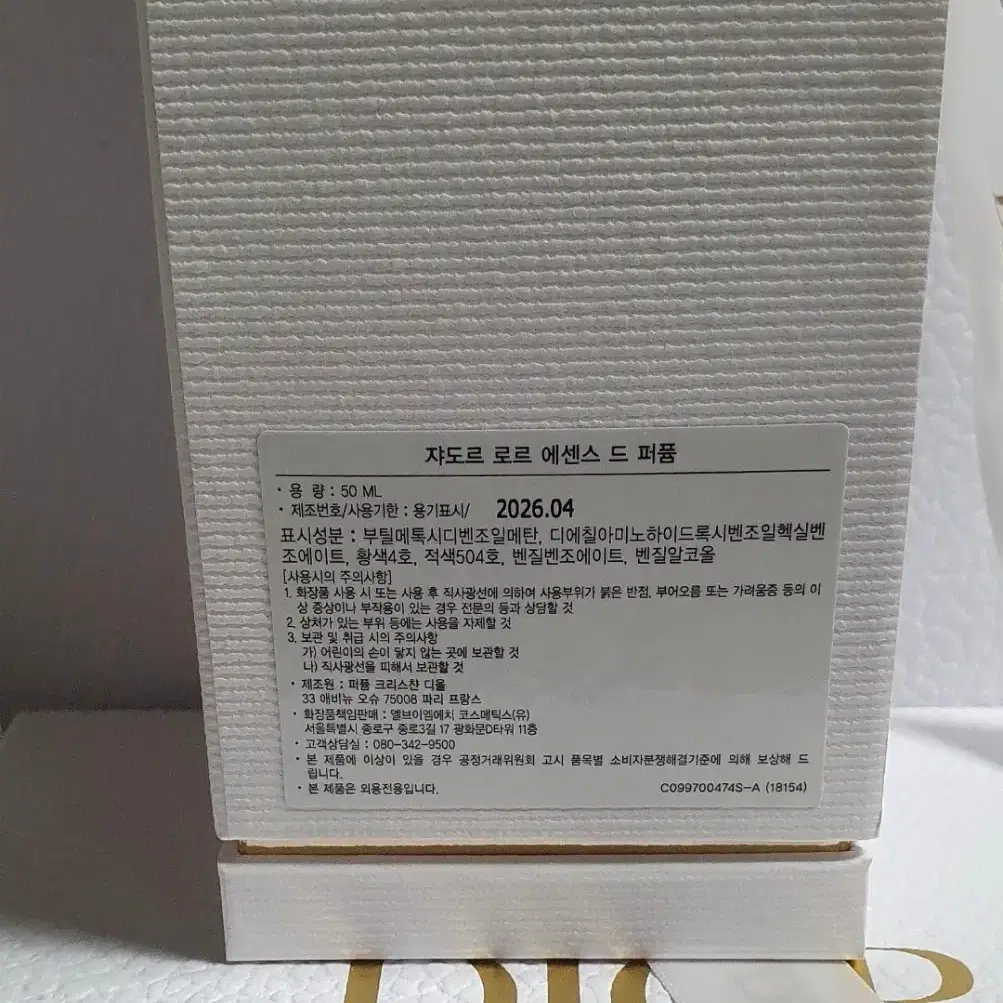 쟈도르 로르 에센스 드 퍼퓸
· 용 량 : 50 ML
· 제조번호/사용기한 : 용기표시/ 2026.04
표시성분 : 부틸메톡시디벤조일메탄, 디에칠아미노하이드록시벤조일헥실벤
조에이트, 황색4호, 적색504호, 벤질벤조에이트, 벤질알코올
[사용시의 주의사항]
1. 화장품 사용 시 또는 사용 후 직사광선에 의하여 사용부위가 붉은 반점, 부어오름 또는 가려움증 등의 이
상 증상이나 부작용이 있는 경우 전문의 등과 상담할 것
2. 상처가 있는 부위 등에는 사용을 자제할 것
3. 보관 및 취급 시의 주의사항
가) 어린이의 손이 닿지 않는 곳에 보관할 것
나) 직사광선을 피해서 보관할 것
· 제조원 : 퍼퓸 크리스챤 디올
33 애비뉴 오슈 75008 파리 프랑스
· 화장품책임판매 : 엘브이엠에치 코스메틱스(유)
서울특별시 종로구 종로3길 17 광화문D타워 11층
· 고객상담실 : 080-342-9500
· 본 제품에 이상이 있을 경우 공정거래위원회 고시 품목별 소비자분쟁해결기준에 의해 보상해 드
립니다.
· 본 제품은 외용전용입니다. C099700474S-A (18154)
DIOR